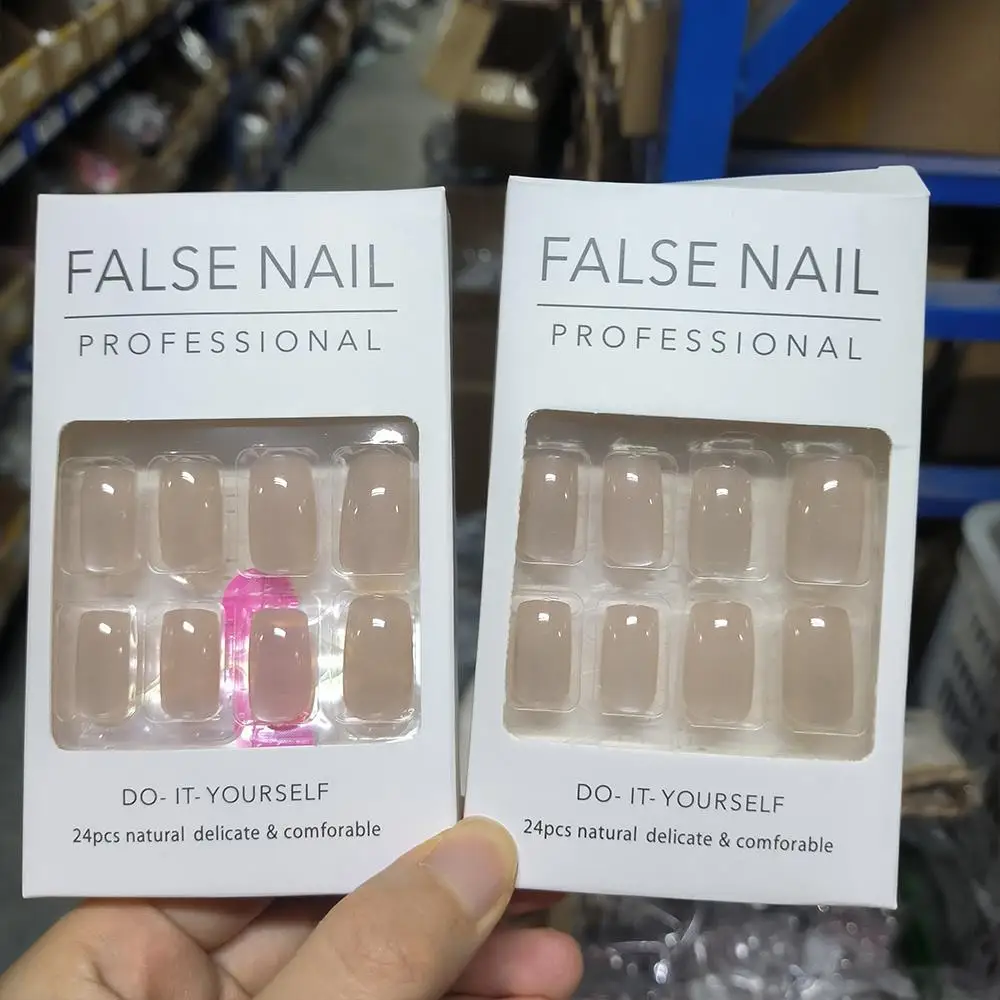 FALSE NAIL
PROFESSIONAL
DO- IT- YOURSELF
24pcs natural delicate & comforable
FALSE NAIL
PROFESSIONAL
DO- IT- YOURSELF
24pcs natural delicate & comforable